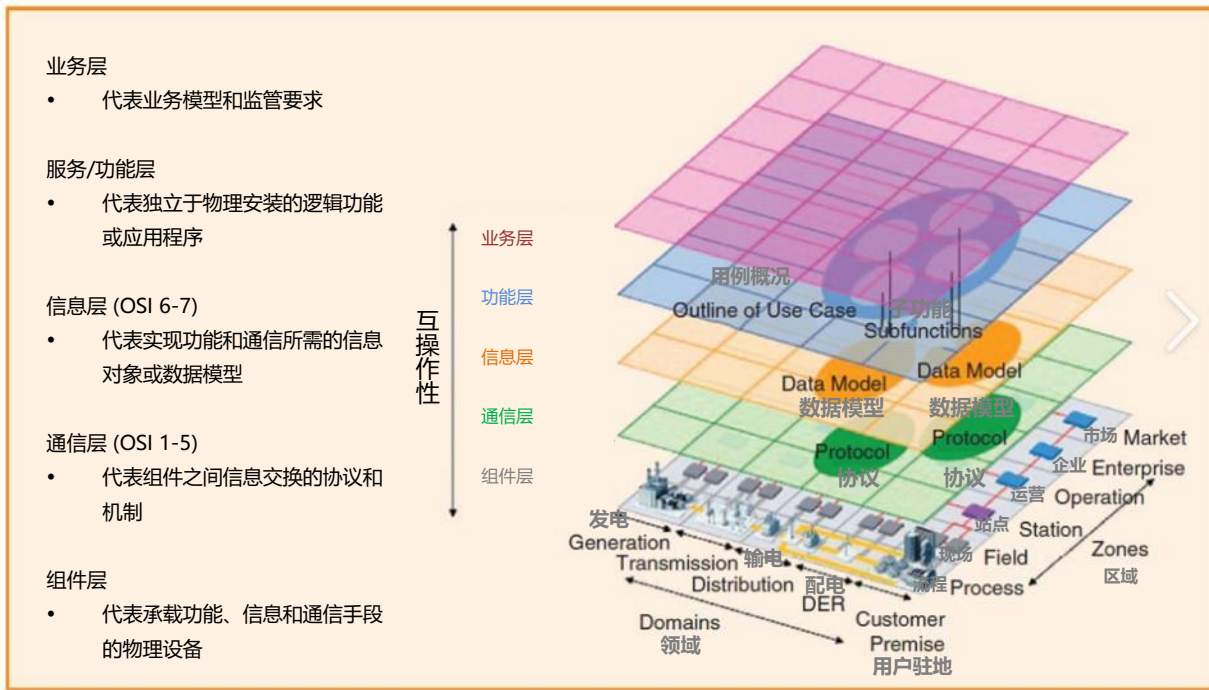 业务层
• 代表业务模型和监管要求
服务/功能层
• 代表独立于物理安装的逻辑功能
或应用程序
信息层 (OSI 6-7)
• 代表实现功能和通信所需的信息
对象或数据模型
通信层 (OSI 1-5)
• 代表组件之间信息交换的协议和
机制
组件层
• 代表承载功能、信息和通信手段
的物理设备
互操作性
业务层
功能层
信息层
通信层
组件层
用例概况
Outline of Use Case
子功能
Subfunctions
Data Model
数据模型
Data Model
数据模型
Protocol
协议
Protocol
协议
市场 Market
企业 Enterprise
运营 Operation
站点 Station
现场 Field
流程 Process
Zones
区域
发电
Generation
Transmission 输电
Distribution 配电
DER
Customer
Premise
用户驻地
Domains
领域